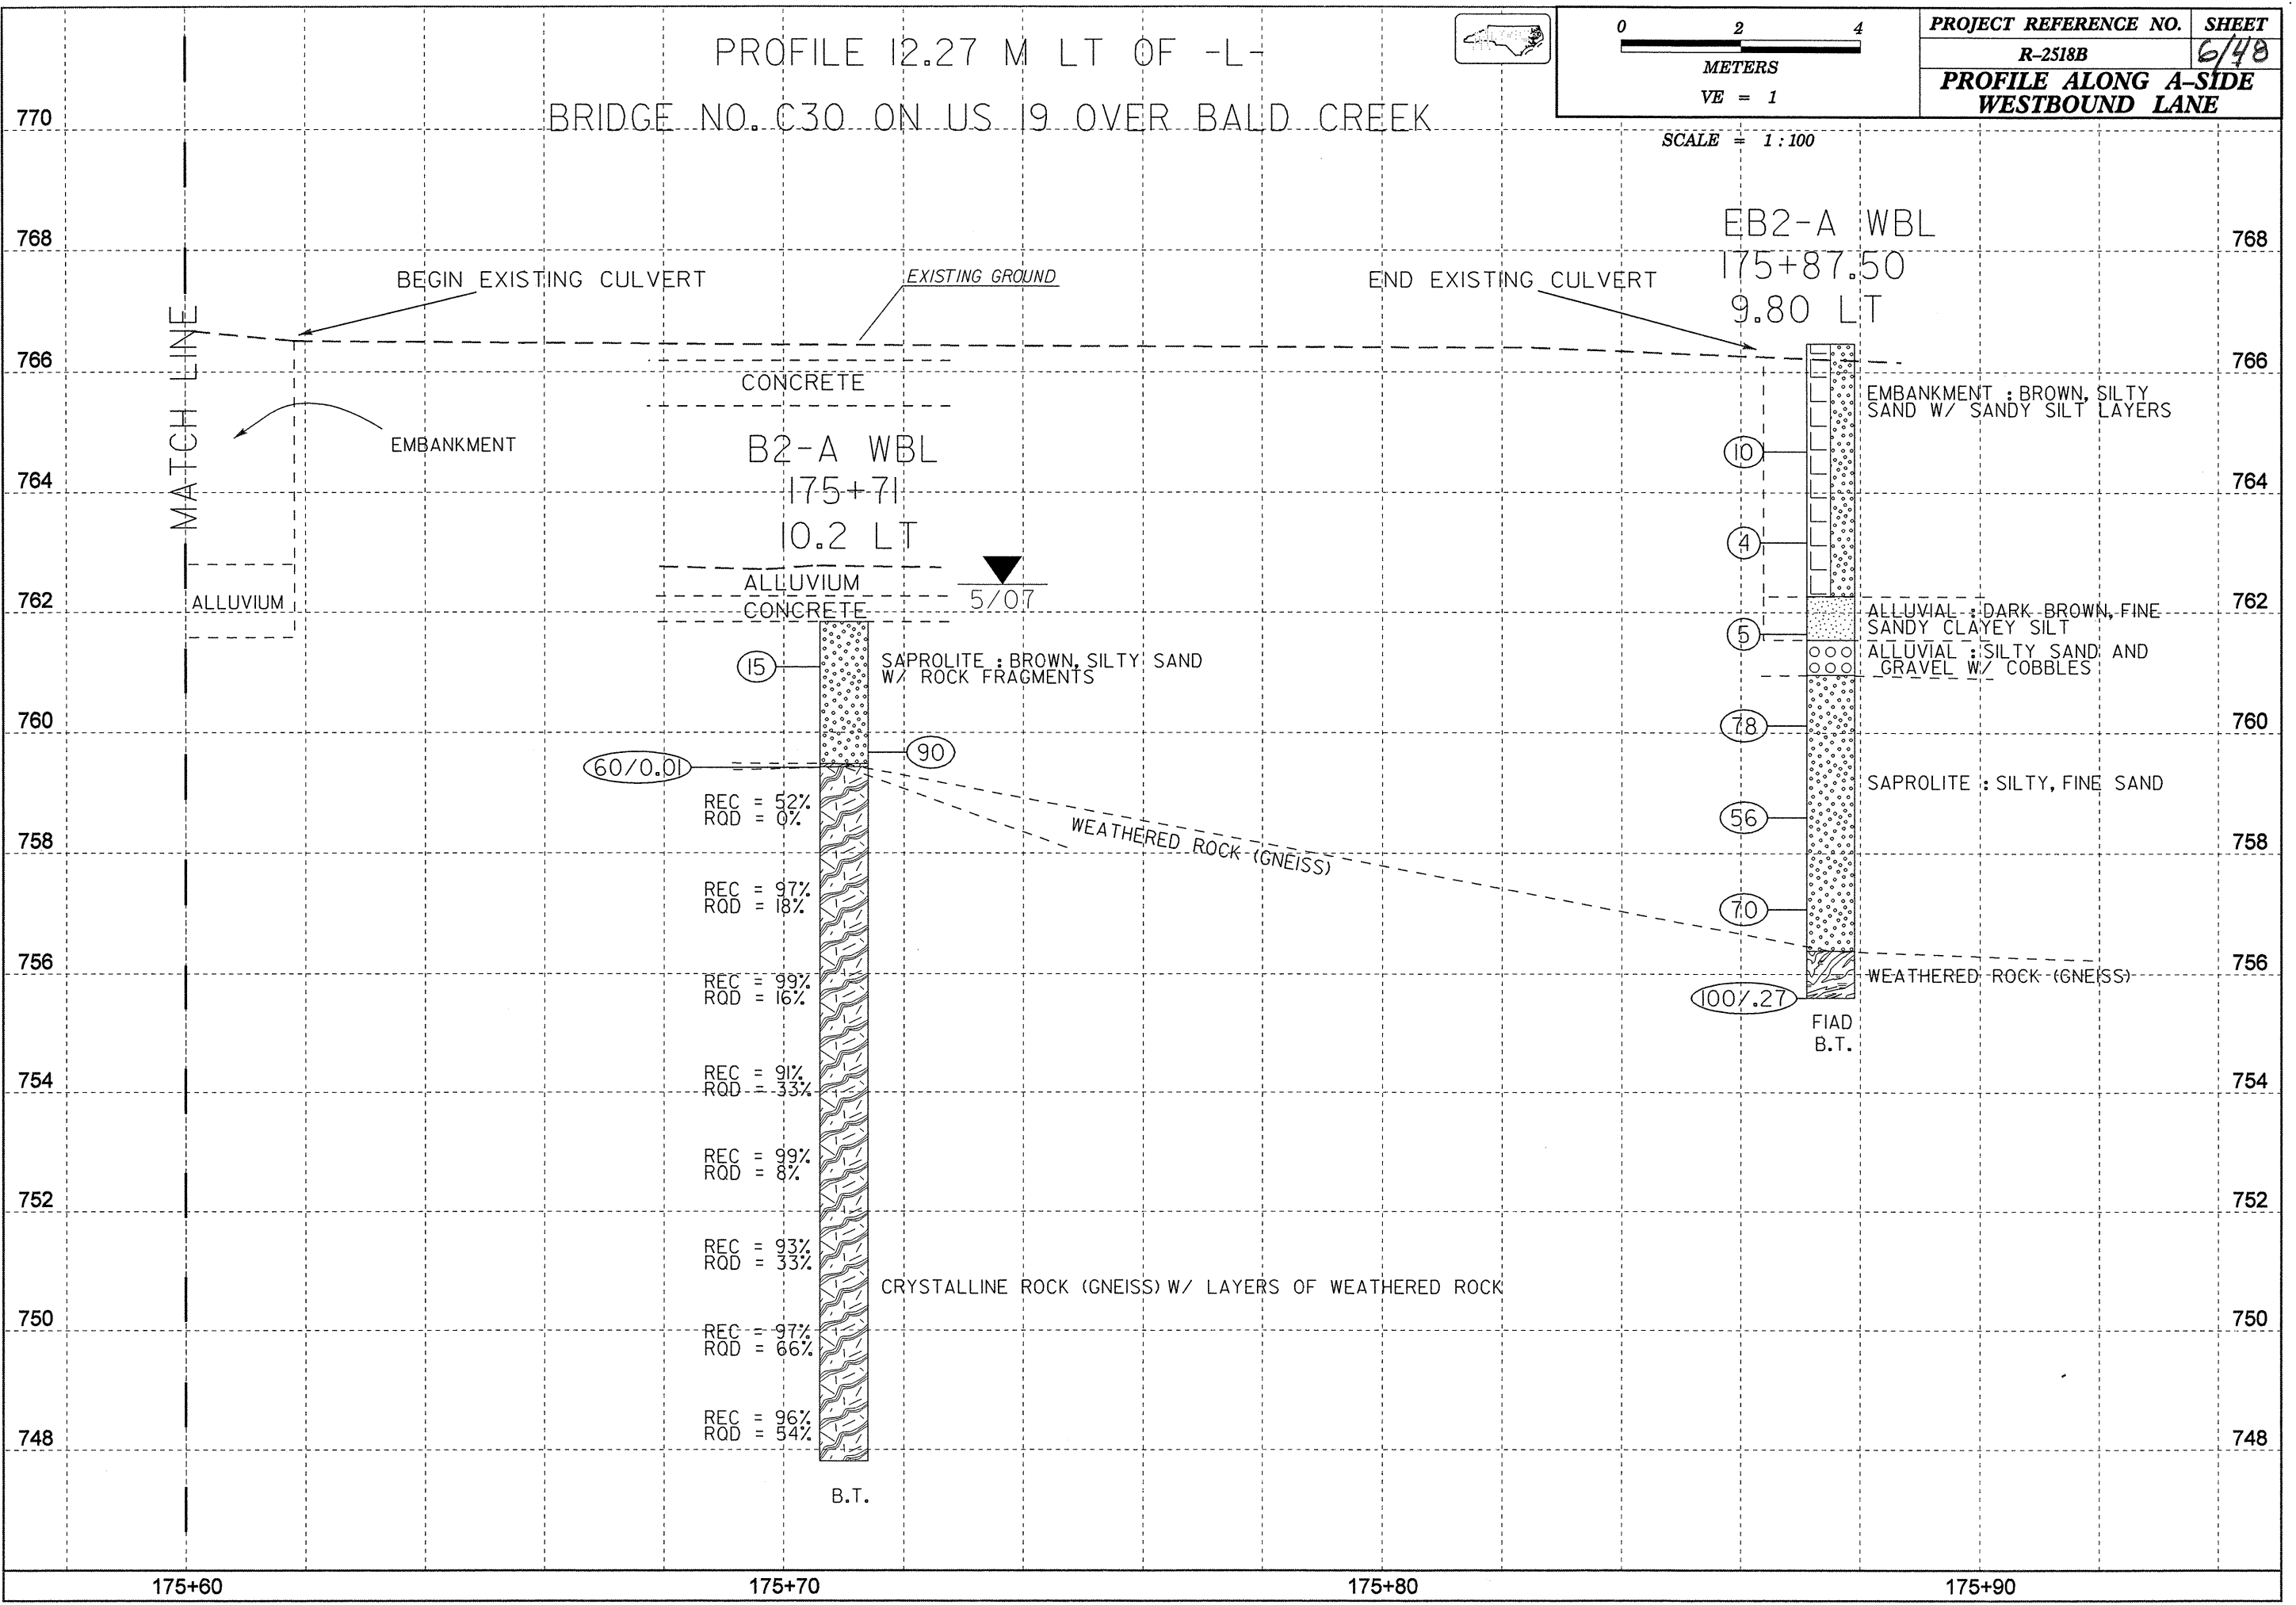 PROFILE 12.27 M LT OF -L-
BRIDGE NO. C30 ON US 19 OVER BALD CREEK
0 2 4
METERS
VE = 1
SCALE = 1 : 100
PROJECT REFERENCE NO. SHEET
R-2518B 6/48
PROFILE ALONG A-SIDE
WESTBOUND LANE
770
768 768
766 766
764 764
762 762
760 760
758 758
756 756
754 754
752 752
750 750
748 748
MATCH LINE
BEGIN EXISTING CULVERT
EXISTING GROUND
END EXISTING CULVERT
EMBANKMENT
ALLUVIUM
CONCRETE
B2-A WBL
175+71
10.2 LT
ALLUVIUM
CONCRETE
5/07
15
SAPROLITE : BROWN, SILTY SAND
W/ ROCK FRAGMENTS
90
60/0.01
REC = 52%
RQD = 0%
REC = 97%
RQD = 18%
REC = 99%
RQD = 16%
REC = 91%
RQD = 33%
REC = 99%
RQD = 8%
REC = 93%
RQD = 33%
REC = 97%
RQD = 66%
REC = 96%
RQD = 54%
CRYSTALLINE ROCK (GNEISS) W/ LAYERS OF WEATHERED ROCK
B.T.
WEATHERED ROCK (GNEISS)
EB2-A WBL
175+87.50
9.80 LT
EMBANKMENT : BROWN, SILTY
SAND W/ SANDY SILT LAYERS
10
4
ALLUVIAL : DARK BROWN, FINE
SANDY CLAYEY SILT
5
ALLUVIAL : SILTY SAND AND
GRAVEL W/ COBBLES
78
SAPROLITE : SILTY, FINE SAND
56
70
WEATHERED ROCK (GNEISS)
100/.27
FIAD
B.T.
175+60 175+70 175+80 175+90